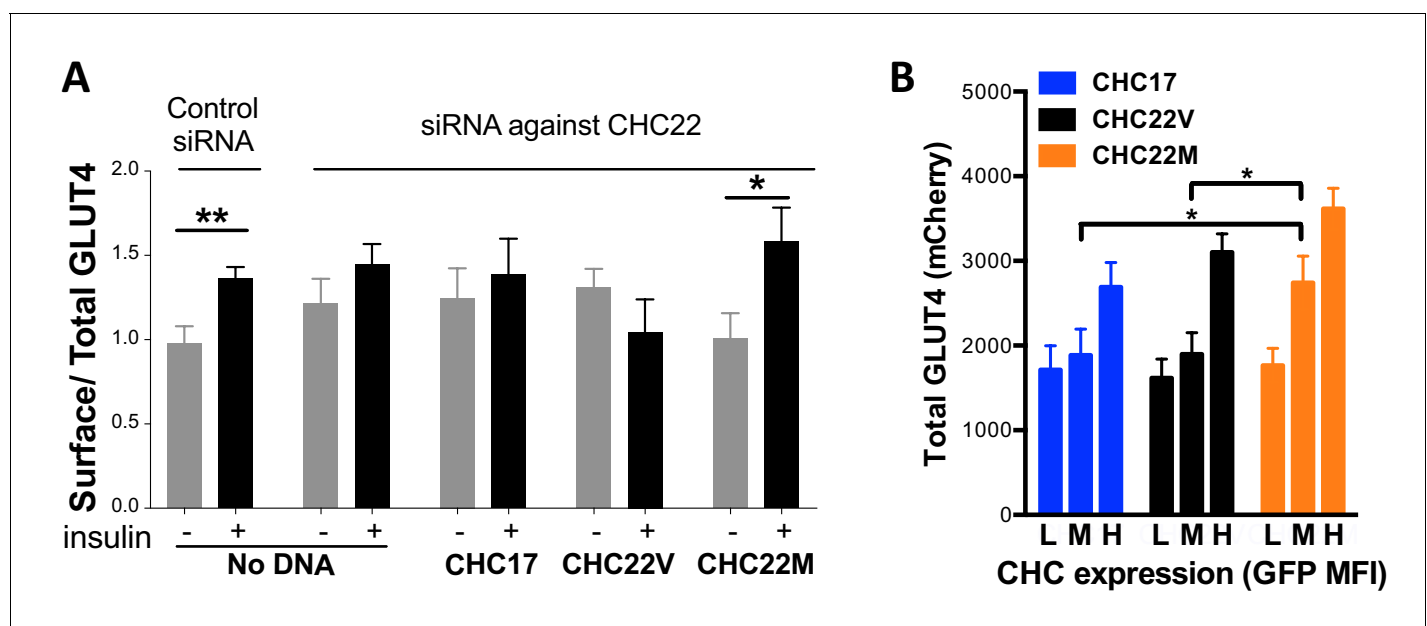 A
Control
siRNA
siRNA against CHC22
Surface/ Total GLUT4
2.0
1.5
1.0
0.5
0.0
**
*
insulin - + - + - + - + - +
No DNA CHC17 CHC22V CHC22M
B
CHC17
CHC22V
CHC22M
Total GLUT4 (mCherry)
5000
4000
3000
2000
1000
0
*
*
L M H L M H L M H
CHC expression (GFP MFI)